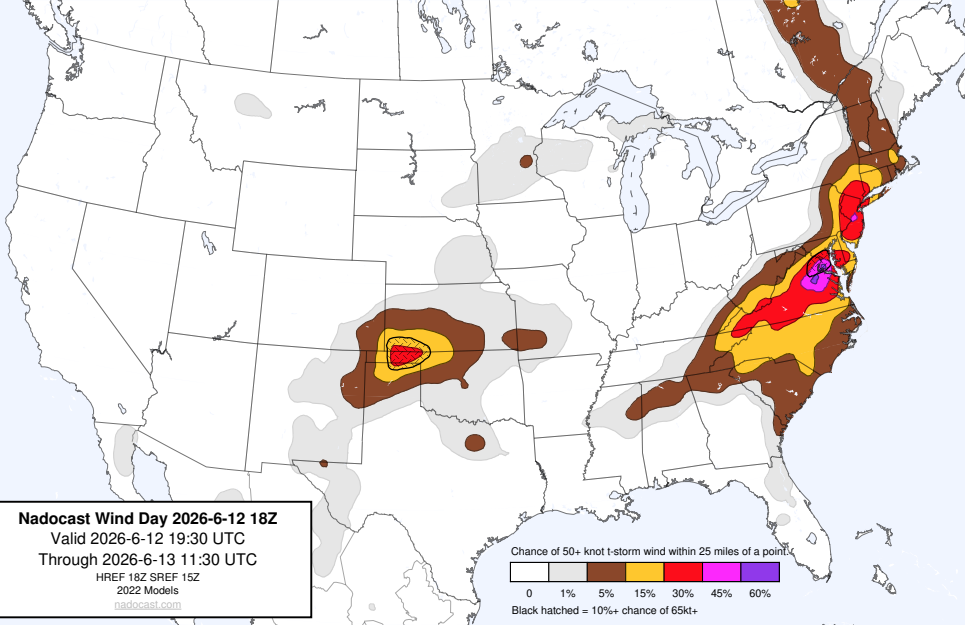 Nadocast Wind Day 2026-6-12 18Z
Valid 2026-6-12 19:30 UTC
Through 2026-6-13 11:30 UTC
HREF 18Z SREF 15Z
2022 Models
nadocast.com
Chance of 50+ knot t-storm wind within 25 miles of a point.
0 1% 5% 15% 30% 45% 60%
Black hatched = 10%+ chance of 65kt+